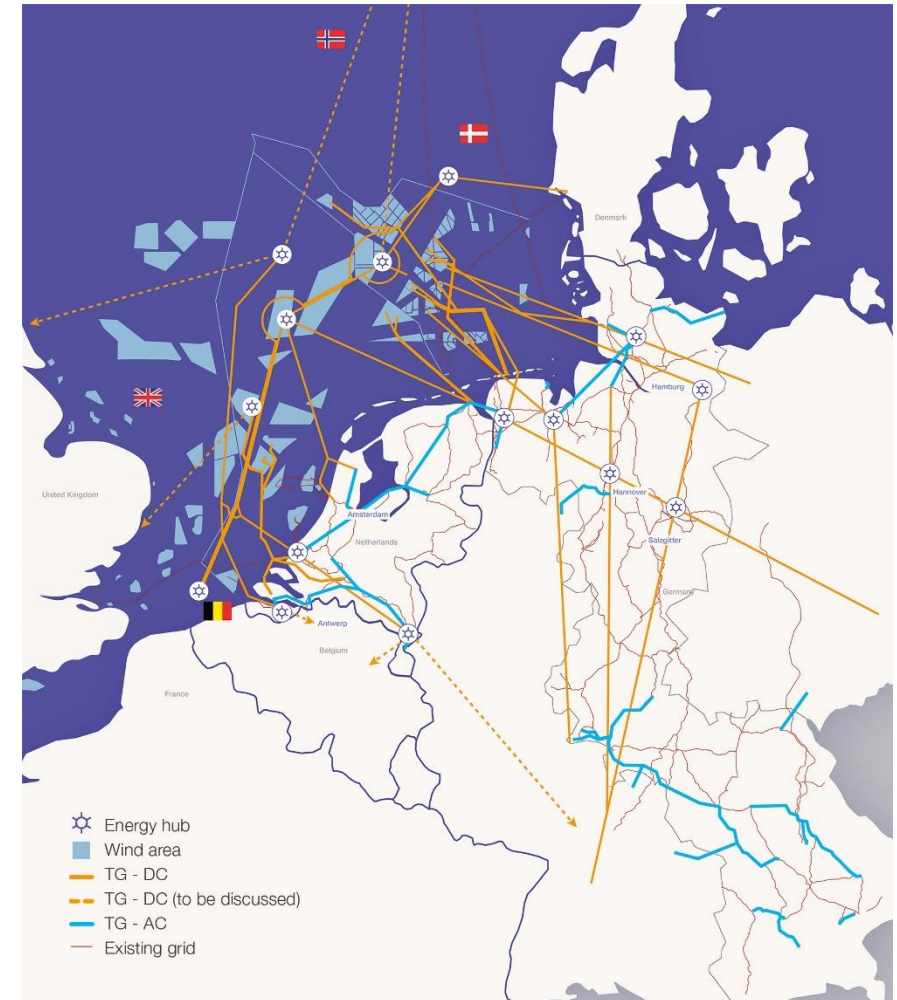 Denmark
Hamburg
United Kingdom
Hannover
Amsterdam
Salzgitter
Netherlands
Germany
Antwerp
Belgium
France
Energy hub
Wind area
TG - DC
TG - DC (to be discussed)
TG - AC
Existing grid